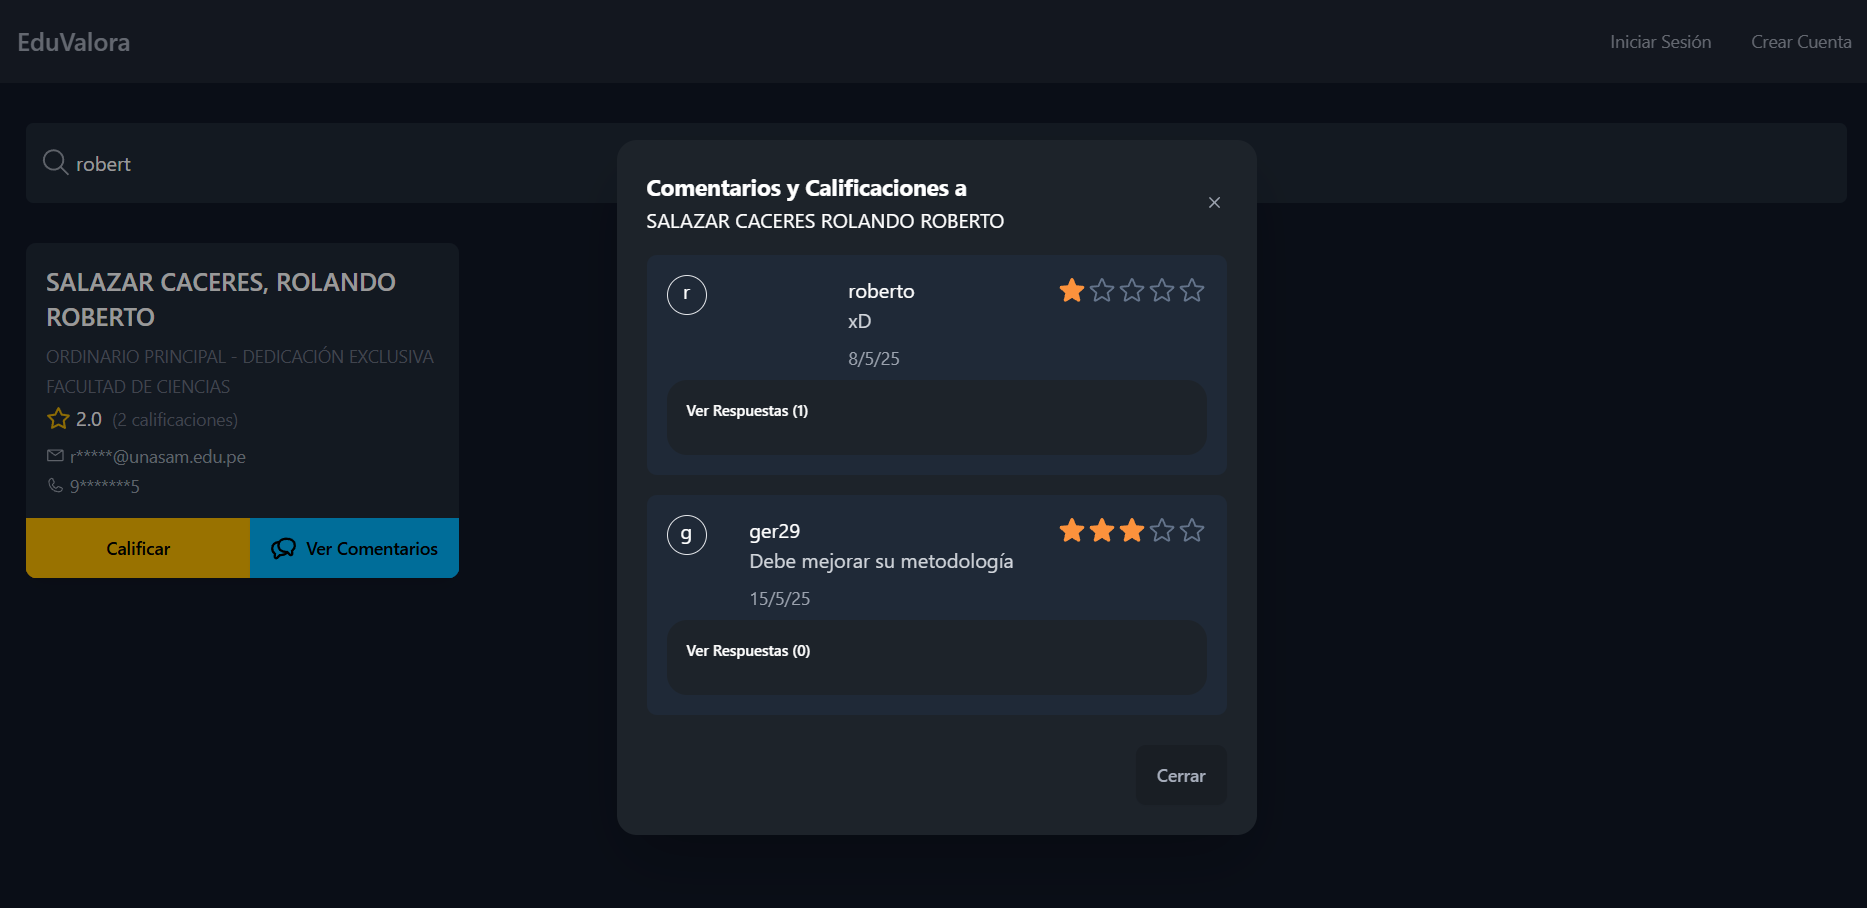 EduValora
Iniciar Sesión
Crear Cuenta
robert
SALAZAR CACERES, ROLANDO
ROBERTO
ORDINARIO PRINCIPAL - DEDICACIÓN EXCLUSIVA
FACULTAD DE CIENCIAS
2.0 (2 calificaciones)
r*****@unasam.edu.pe
9*******5
Calificar
Ver Comentarios
Comentarios y Calificaciones a
SALAZAR CACERES ROLANDO ROBERTO
r
roberto
xD
8/5/25
Ver Respuestas (1)
g
ger29
Debe mejorar su metodología
15/5/25
Ver Respuestas (0)
Cerrar